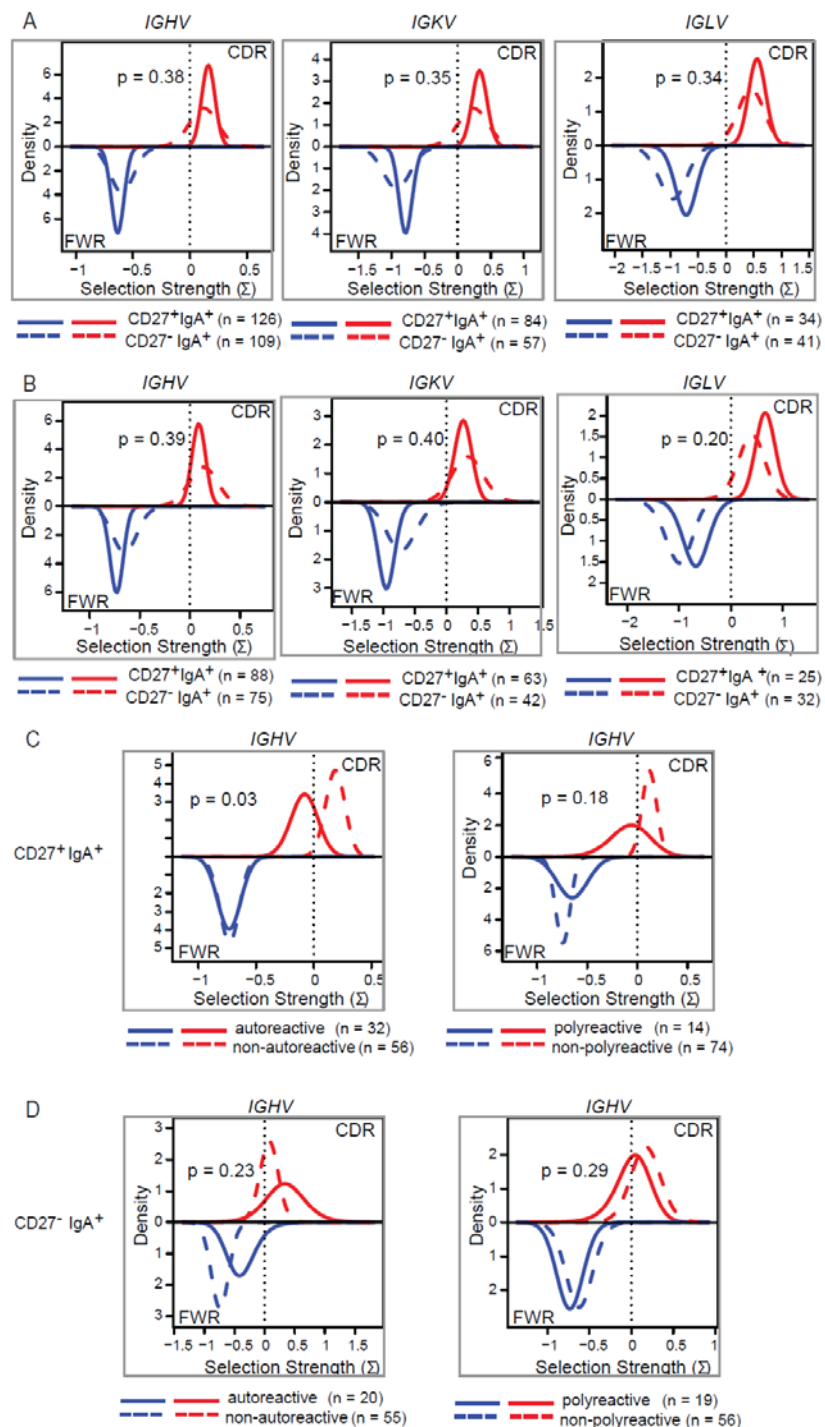 A
IGHV
IGKV
IGLV
CDR
p = 0.38
FWR
Density
6
4
2
0
2
4
6
−1
−0.5
0
0.5
Selection Strength (Σ)
CDR
p = 0.35
FWR
Density
4
3
2
1
0
1
2
3
4
−1.5
−1
−0.5
0
0.5
1
Selection Strength (Σ)
CDR
p = 0.34
FWR
Density
2
1
0
1
2
−2
−1.5
−1
−0.5
0
0.5
1
1.5
Selection Strength (Σ)
CD27+IgA+ (n = 126)
CD27- IgA+ (n = 109)
CD27+IgA+ (n = 84)
CD27- IgA+ (n = 57)
CD27+IgA+ (n = 34)
CD27- IgA+ (n = 41)
B
IGHV
IGKV
IGLV
CDR
p = 0.39
FWR
Density
6
4
2
0
2
4
6
−1
−0.5
0
0.5
Selection Strength (Σ)
CDR
p = 0.40
FWR
Density
3
2
1
0
1
2
3
−1.5
−1
−0.5
0
0.5
1
1.5
Selection Strength (Σ)
CDR
p = 0.20
FWR
Density
2
1.5
1
0.5
0
0.5
1
1.5
2
−2
−1
0
1
Selection Strength (Σ)
CD27+IgA+ (n = 88)
CD27- IgA+ (n = 75)
CD27+IgA+ (n = 63)
CD27- IgA+ (n = 42)
CD27+IgA + (n = 25)
CD27- IgA+ (n = 32)
C
CD27+ IgA+
IGHV
IGHV
CDR
p = 0.03
FWR
Density
5
4
3
1
2
3
4
5
−1
−0.5
0
0.5
Selection Strength (Σ)
CDR
p = 0.18
FWR
Density
6
5
4
2
0
2
4
6
−1
−0.5
0
0.5
Selection Strength (Σ)
autoreactive (n = 32)
non-autoreactive (n = 56)
polyreactive (n = 14)
non-polyreactive (n = 74)
D
CD27- IgA+
IGHV
IGHV
CDR
p = 0.23
FWR
Density
3
2
1
0
1
2
3
−1.5
−1
−0.5
0
0.5
1
1.5
Selection Strength (Σ)
CDR
p = 0.29
FWR
Density
2
1
0
1
2
−1
−0.5
0
0.5
1
Selection Strength (Σ)
autoreactive (n = 20)
non-autoreactive (n = 55)
polyreactive (n = 19)
non-polyreactive (n = 56)